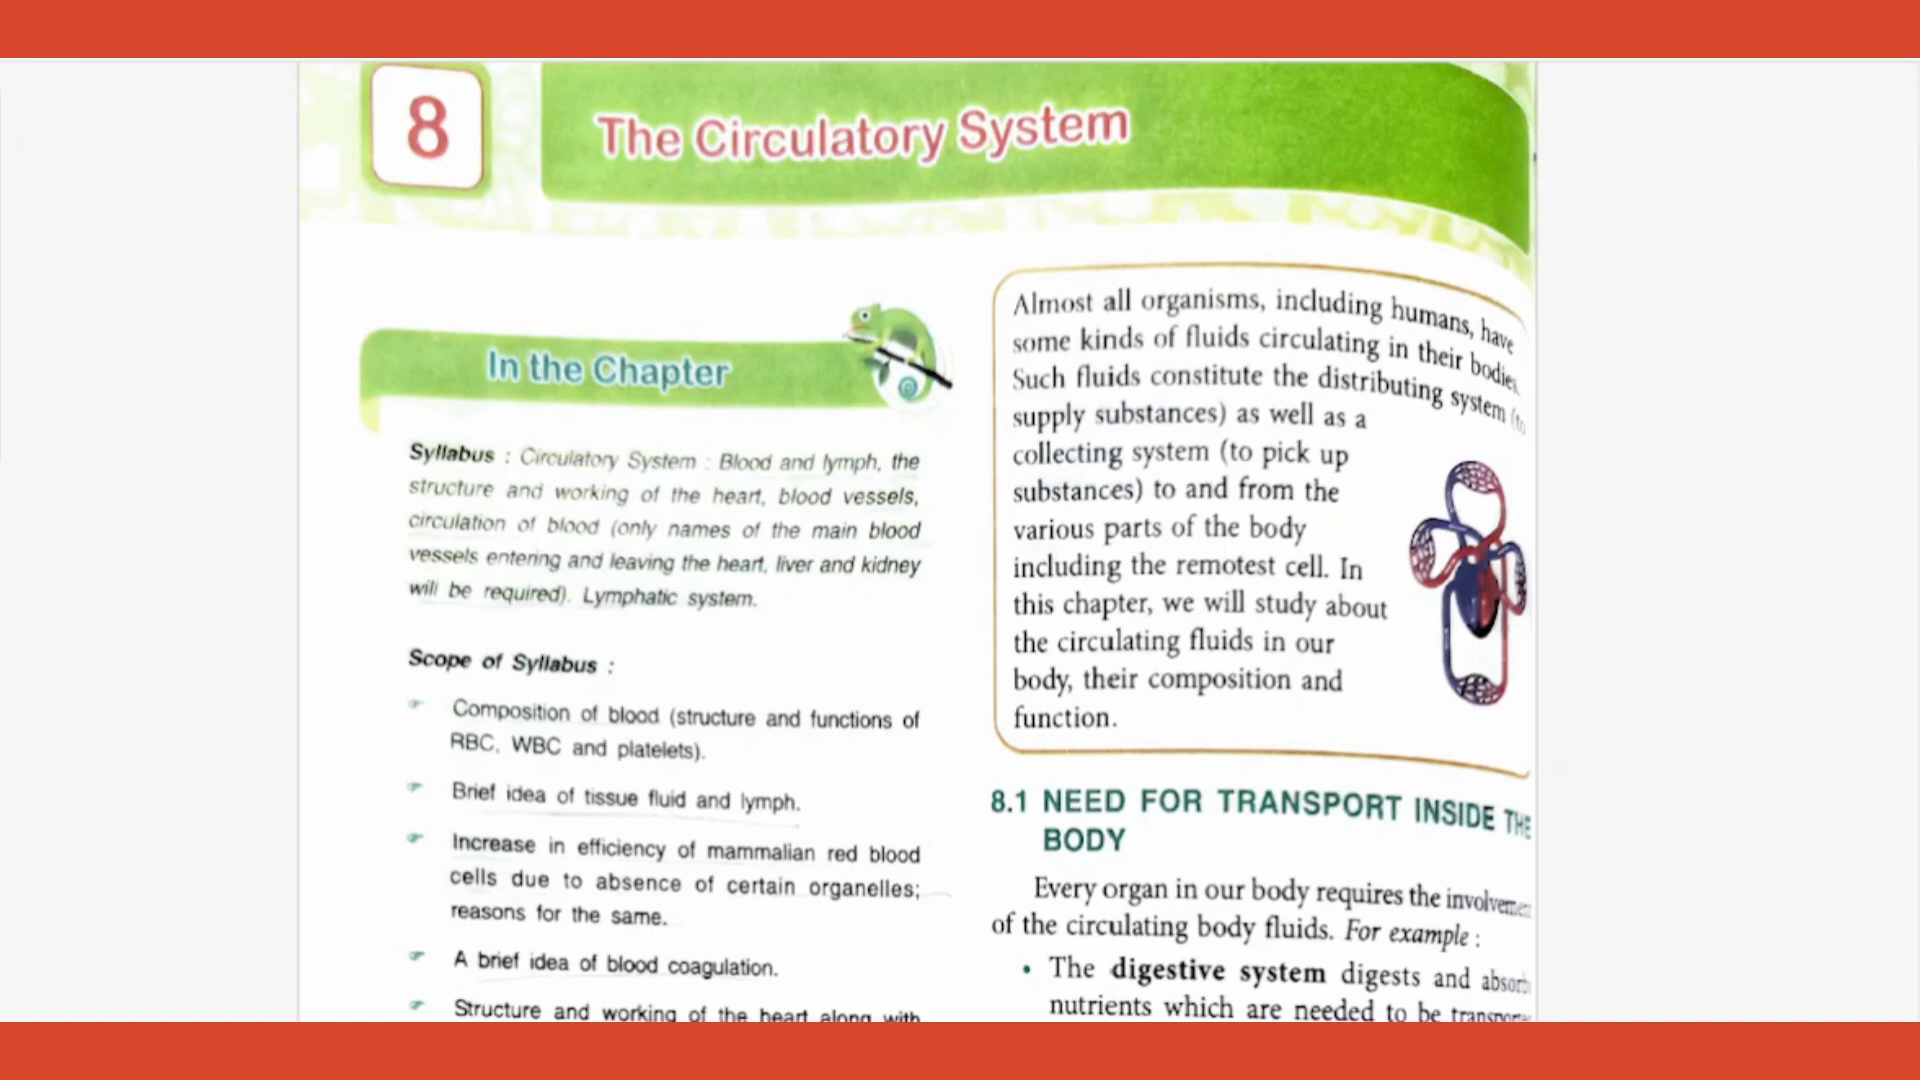 8
The Circulatory System
In the Chapter
Syllabus : Circulatory System : Blood and lymph, the
structure and working of the heart, blood vessels,
circulation of blood (only names of the main blood
vessels entering and leaving the heart, liver and kidney
will be required). Lymphatic system.
Scope of Syllabus :
Composition of blood (structure and functions of
RBC, WBC and platelets).
Brief idea of tissue fluid and lymph.
Increase in efficiency of mammalian red blood
cells due to absence of certain organelles;
reasons for the same.
A brief idea of blood coagulation.
Structure and working of the heart along with
Almost all organisms, including humans, have
some kinds of fluids circulating in their bodies.
Such fluids constitute the distributing system (to
supply substances) as well as a
collecting system (to pick up
substances) to and from the
various parts of the body
including the remotest cell. In
this chapter, we will study about
the circulating fluids in our
body, their composition and
function.
8.1 NEED FOR TRANSPORT INSIDE THE
BODY
Every organ in our body requires the
of the circulating body fluids. For example :
• The digestive system digests and
nutrients which are needed to be